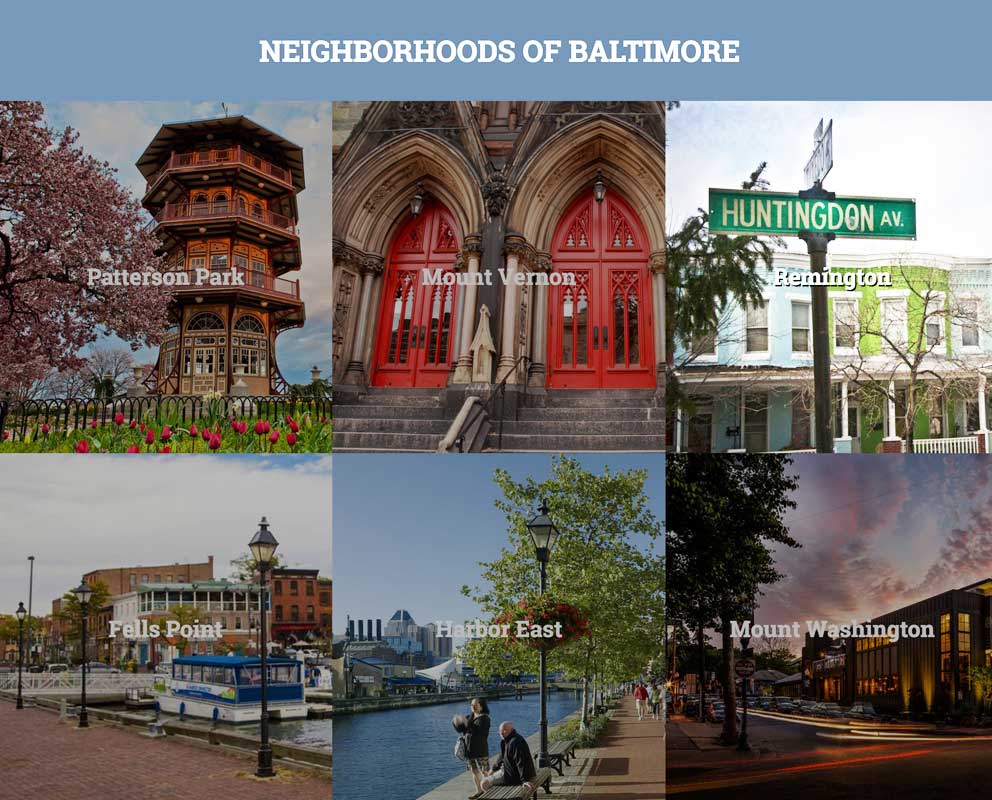 NEIGHBORHOODS OF BALTIMORE
HUNTINGDON AV.
Patterson Park
Mount Vernon
Remington
Fells Point
Harbor East
Mount Washington